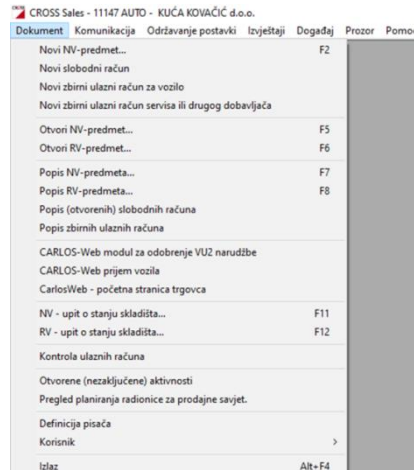 CROSS Sales - 11147 AUTO - KUĆA KOVAČIĆ d.o.o.
Dokument Komunikacija Održavanje postavki Izvještaji Događaj Prozor Pomoć
Novi NV-predmet... F2
Novi slobodni račun
Novi zbirni ulazni račun za vozilo
Novi zbirni ulazni račun servisa ili drugog dobavljača
Otvori NV-predmet... F5
Otvori RV-predmet... F6
Popis NV-predmeta... F7
Popis RV-predmeta... F8
Popis (otvorenih) slobodnih računa
Popis zbirnih ulaznih računa
CARLOS-Web modul za odobrenje VU2 narudžbe
CARLOS-Web prijem vozila
CarlosWeb - početna stranica trgovca
NV - upit o stanju skladišta... F11
RV - upit o stanju skladišta... F12
Kontrola ulaznih računa
Otvorene (nezaključene) aktivnosti
Pregled planiranja radionice za prodajne savjet.
Definicija pisača
Korisnik >
Izlaz Alt+F4